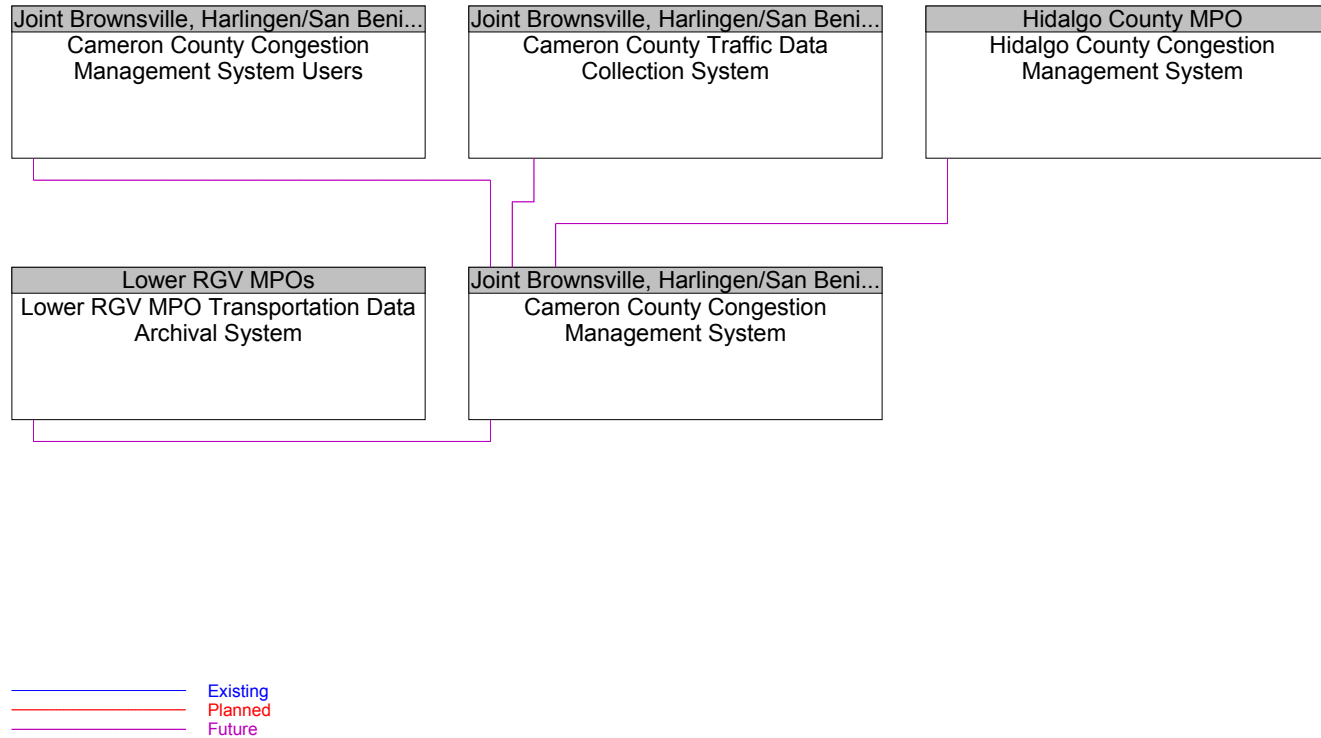 Joint Brownsville, Harlingen/San Beni...
Cameron County Congestion
Management System Users
Joint Brownsville, Harlingen/San Beni...
Cameron County Traffic Data
Collection System
Hidalgo County MPO
Hidalgo County Congestion
Management System
Lower RGV MPOs
Lower RGV MPO Transportation Data
Archival System
Joint Brownsville, Harlingen/San Beni...
Cameron County Congestion
Management System
Existing
Planned
Future